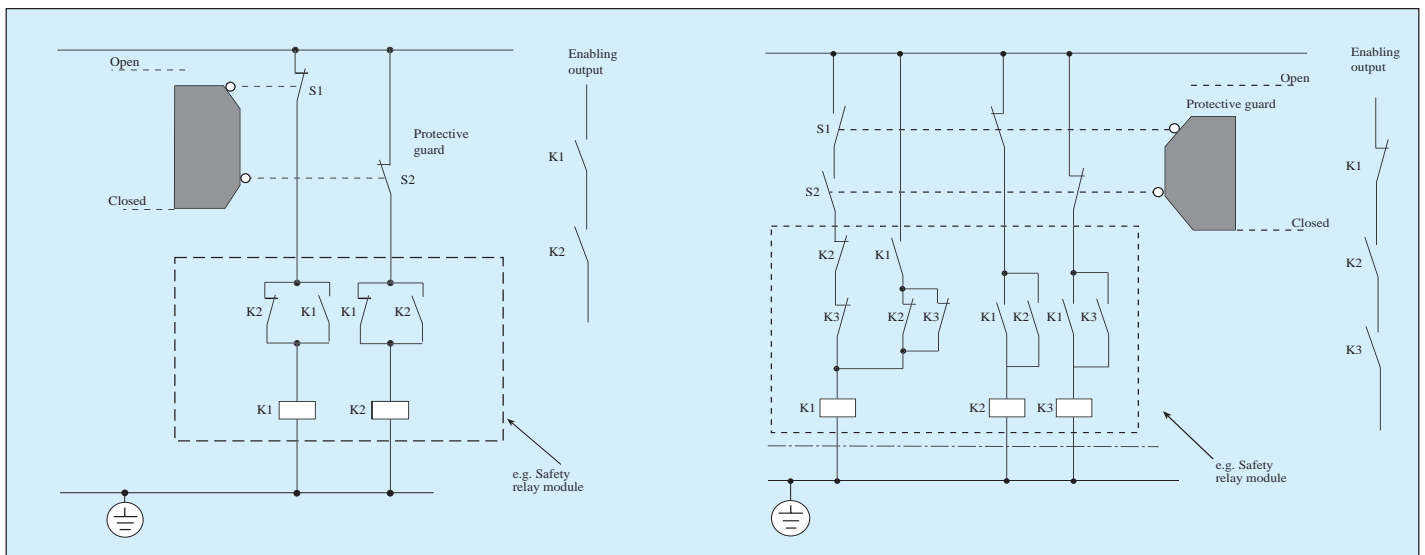 Open
S1
Enabling
output
Protective
guard
S2
K1
Closed
K2
K2
K1
K1
K2
K1
K2
e.g. Safety
relay module
Enabling
output
Open
Protective guard
S1
K1
S2
Closed
K2
K1
K2
K3
K2
K3
K1
K2
K1
K3
K3
K1
K2
K3
e.g. Safety
relay module